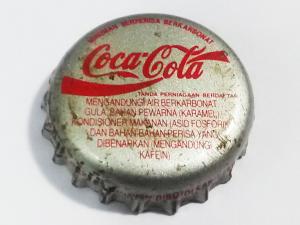 MINUMAN BERPERISA BERKARBONAT
Coca-Cola
TANDA PERNIAGAAN BERDAFTAR
MENGANDUNGI AIR BERKARBONAT
GULA, BAHAN PEWARNA (KARAMEL)
KONDISIONER MAKANAN (ASID FOSFORIK)
DAN BAHAN-BAHAN PERISA YANG
DIBENARKAN (MENGANDUNGI
KAFEIN)